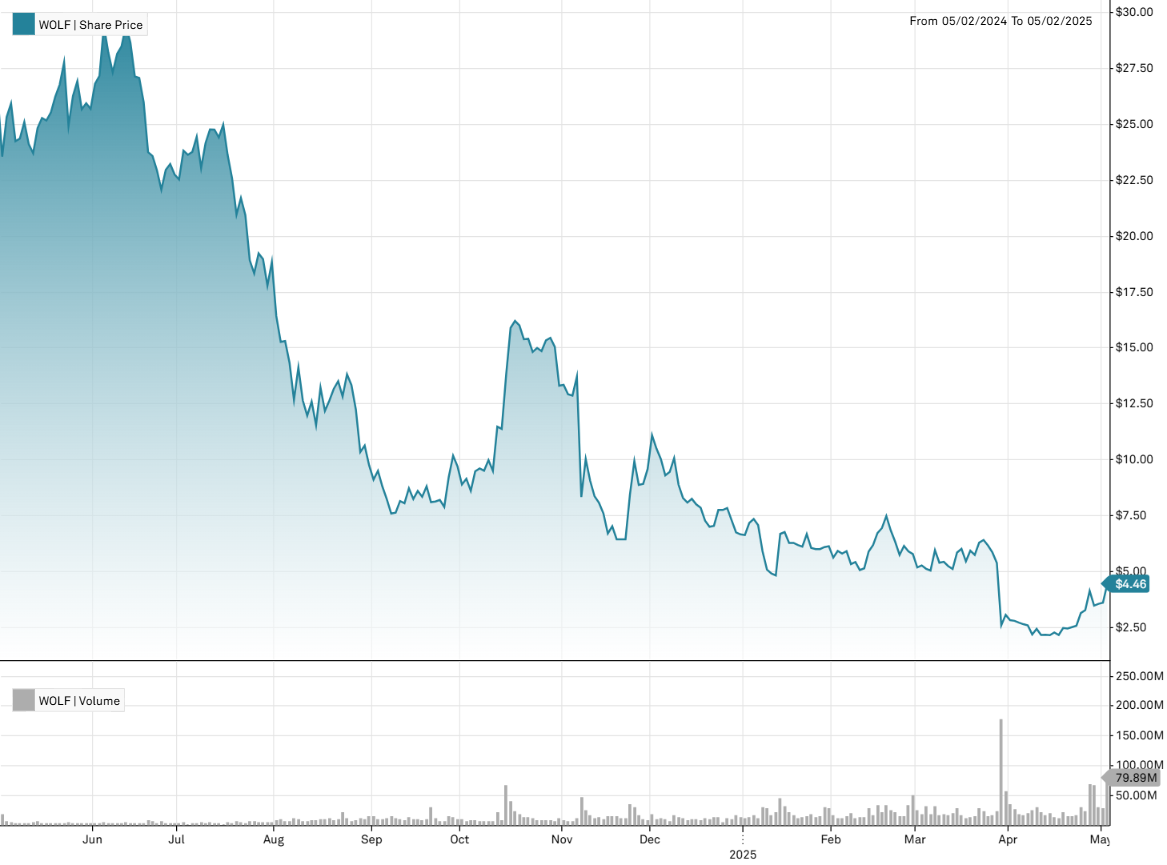 WOLF | Share Price
From 05/02/2024 To 05/02/2025
$30.00
$27.50
$25.00
$22.50
$20.00
$17.50
$15.00
$12.50
$10.00
$7.50
$5.00
$4.46
$2.50
WOLF | Volume
250.00M
200.00M
150.00M
100.00M
79.89M
50.00M
Jun Jul Aug Sep Oct Nov Dec Feb Mar Apr May
2025